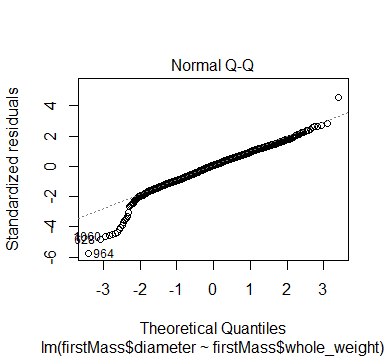 Normal Q-Q
Standardized residuals
4
2
0
-2
-4
-6
1060
628
964
-3 -2 -1 0 1 2 3
Theoretical Quantiles
lm(firstMass$diameter ~ firstMass$whole_weight)